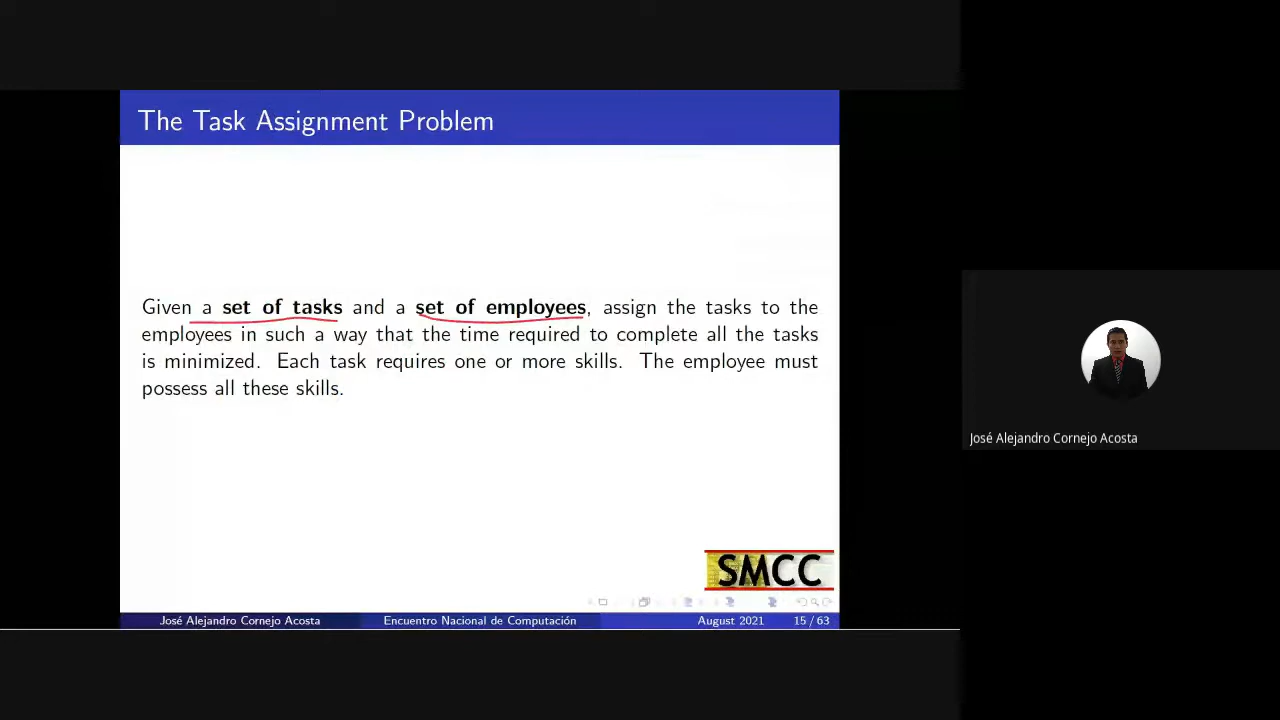 The Task Assignment Problem
Given a set of tasks and a set of employees, assign the tasks to the
employees in such a way that the time required to complete all the tasks
is minimized. Each task requires one or more skills. The employee must
possess all these skills.
José Alejandro Cornejo Acosta
SMCC
José Alejandro Cornejo Acosta Encuentro Nacional de Computación August 2021 15 / 63